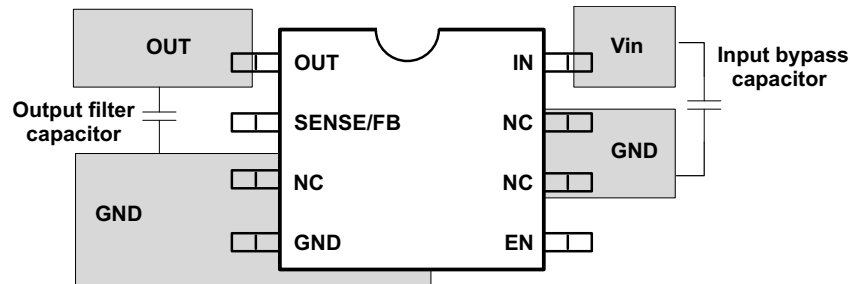 OUT
OUT
IN
Vin
Input bypass
capacitor
Output filter
capacitor
SENSE/FB
NC
GND
NC
NC
GND
GND
EN